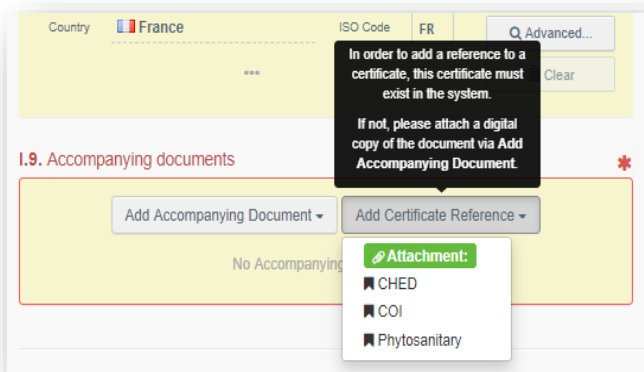 Country France ISO Code FR Advanced...
In order to add a reference to a
certificate, this certificate must
exist in the system.
Clear
If not, please attach a digital
copy of the document via Add
Accompanying Document.
I.9. Accompanying documents *
Add Accompanying Document Add Certificate Reference
No Accompanying
Attachment:
CHED
COI
Phytosanitary